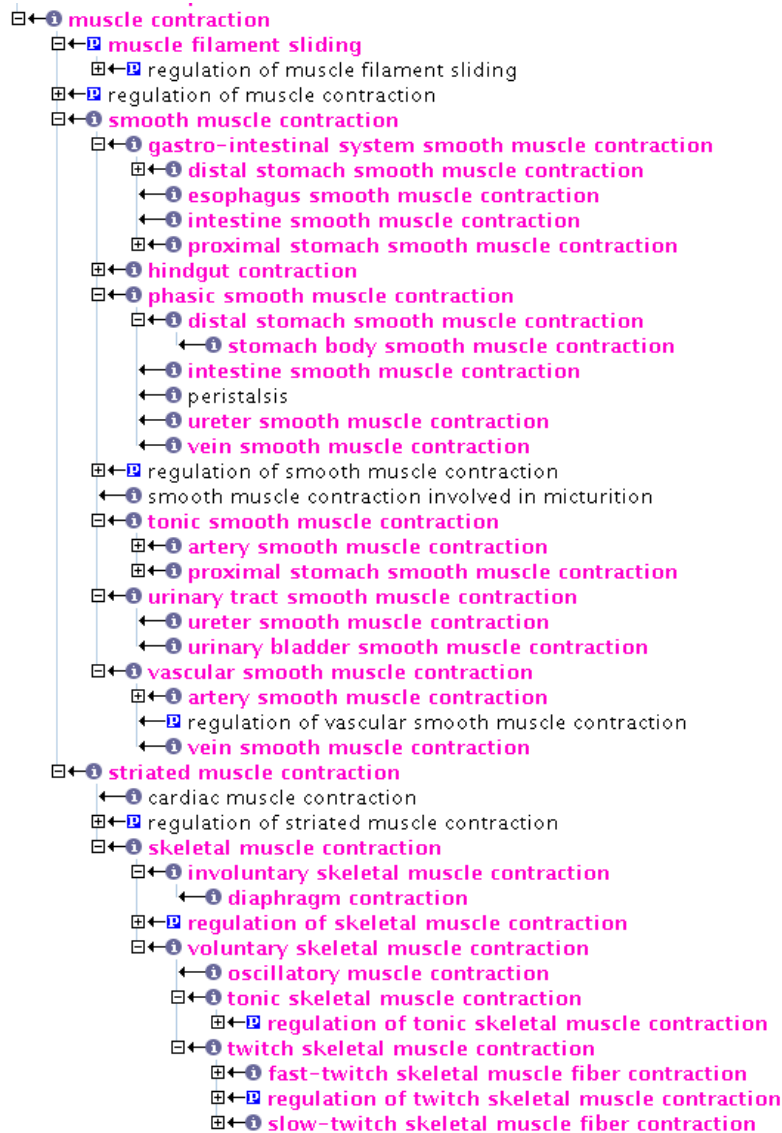 muscle contraction
muscle filament sliding
regulation of muscle filament sliding
regulation of muscle contraction
smooth muscle contraction
gastro-intestinal system smooth muscle contraction
distal stomach smooth muscle contraction
esophagus smooth muscle contraction
intestine smooth muscle contraction
proximal stomach smooth muscle contraction
hindgut contraction
phasic smooth muscle contraction
distal stomach smooth muscle contraction
stomach body smooth muscle contraction
intestine smooth muscle contraction
peristalsis
ureter smooth muscle contraction
vein smooth muscle contraction
regulation of smooth muscle contraction
smooth muscle contraction involved in micturition
tonic smooth muscle contraction
artery smooth muscle contraction
proximal stomach smooth muscle contraction
urinary tract smooth muscle contraction
ureter smooth muscle contraction
urinary bladder smooth muscle contraction
vascular smooth muscle contraction
artery smooth muscle contraction
regulation of vascular smooth muscle contraction
vein smooth muscle contraction
striated muscle contraction
cardiac muscle contraction
regulation of striated muscle contraction
skeletal muscle contraction
involuntary skeletal muscle contraction
diaphragm contraction
regulation of skeletal muscle contraction
voluntary skeletal muscle contraction
oscillatory muscle contraction
tonic skeletal muscle contraction
regulation of tonic skeletal muscle contraction
twitch skeletal muscle contraction
fast-twitch skeletal muscle fiber contraction
regulation of twitch skeletal muscle contraction
slow-twitch skeletal muscle fiber contraction